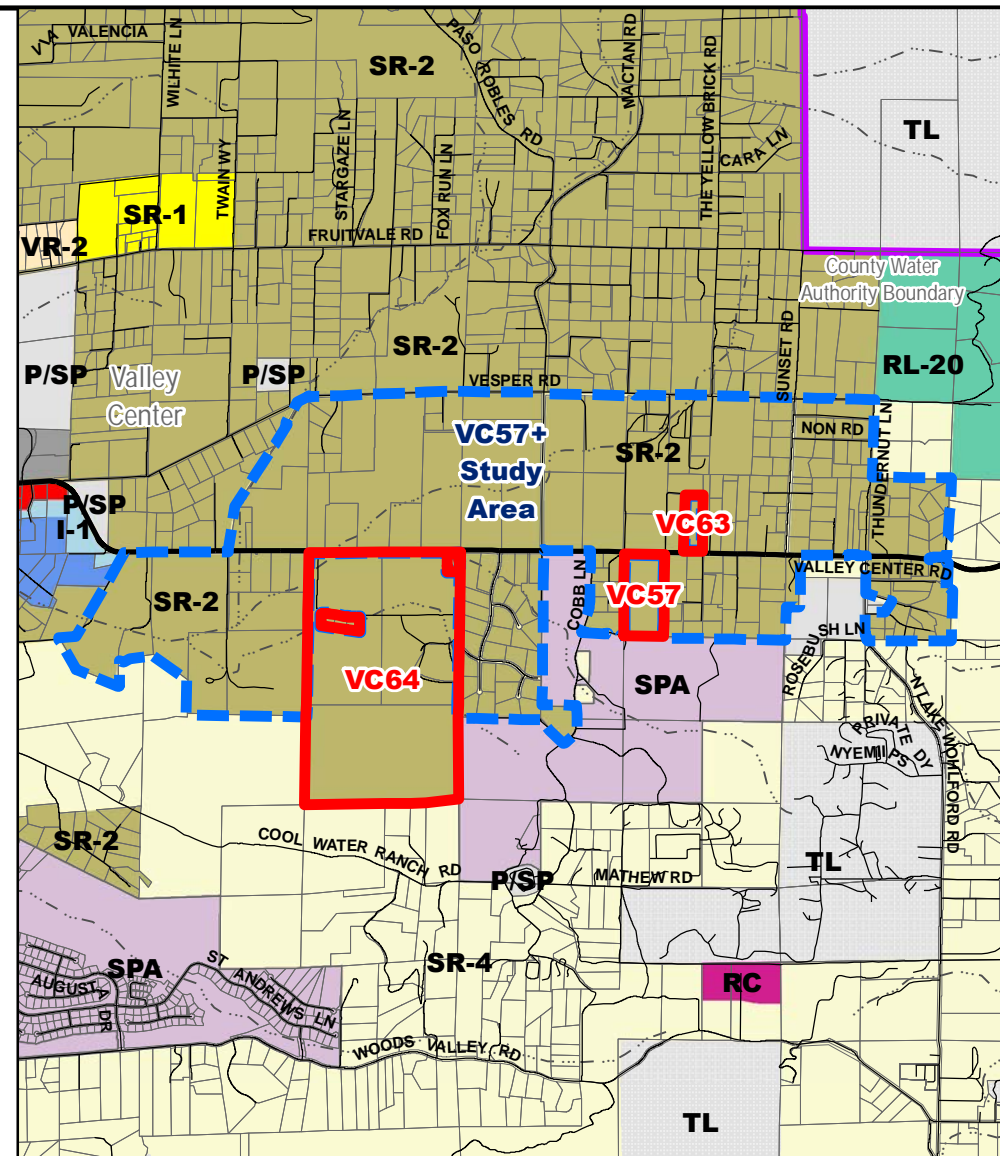 VIA VALENCIA
WILHITE LN
SR-2
PASO ROBLES RD
MACTAN RD
THE YELLOW BRICK RD
CARA LN
TL
TWAIN WY
STARGAZE LN
FOX RUN LN
SR-1
VR-2
FRUITVALE RD
County Water
Authority Boundary
SR-2
SUNSET RD
RL-20
P/SP
Valley
Center
P/SP
VESPER RD
VC57+
Study
Area
SR-2
NON RD
THUNDERNUT LN
P/SP
I-1
VC63
VALLEY CENTER RD
SR-2
COBB LN
VC57
SH LN
ROSEBU
VC64
SPA
N LAKE WOHLFORD RD
PRIVATE DY
NYEMII PS
SR-2
COOL WATER RANCH RD
P/SP
MATHEW RD
TL
SPA
ST ANDREWS LN
AUGUSTA DR
SR-4
RC
WOODS VALLEY RD
TL